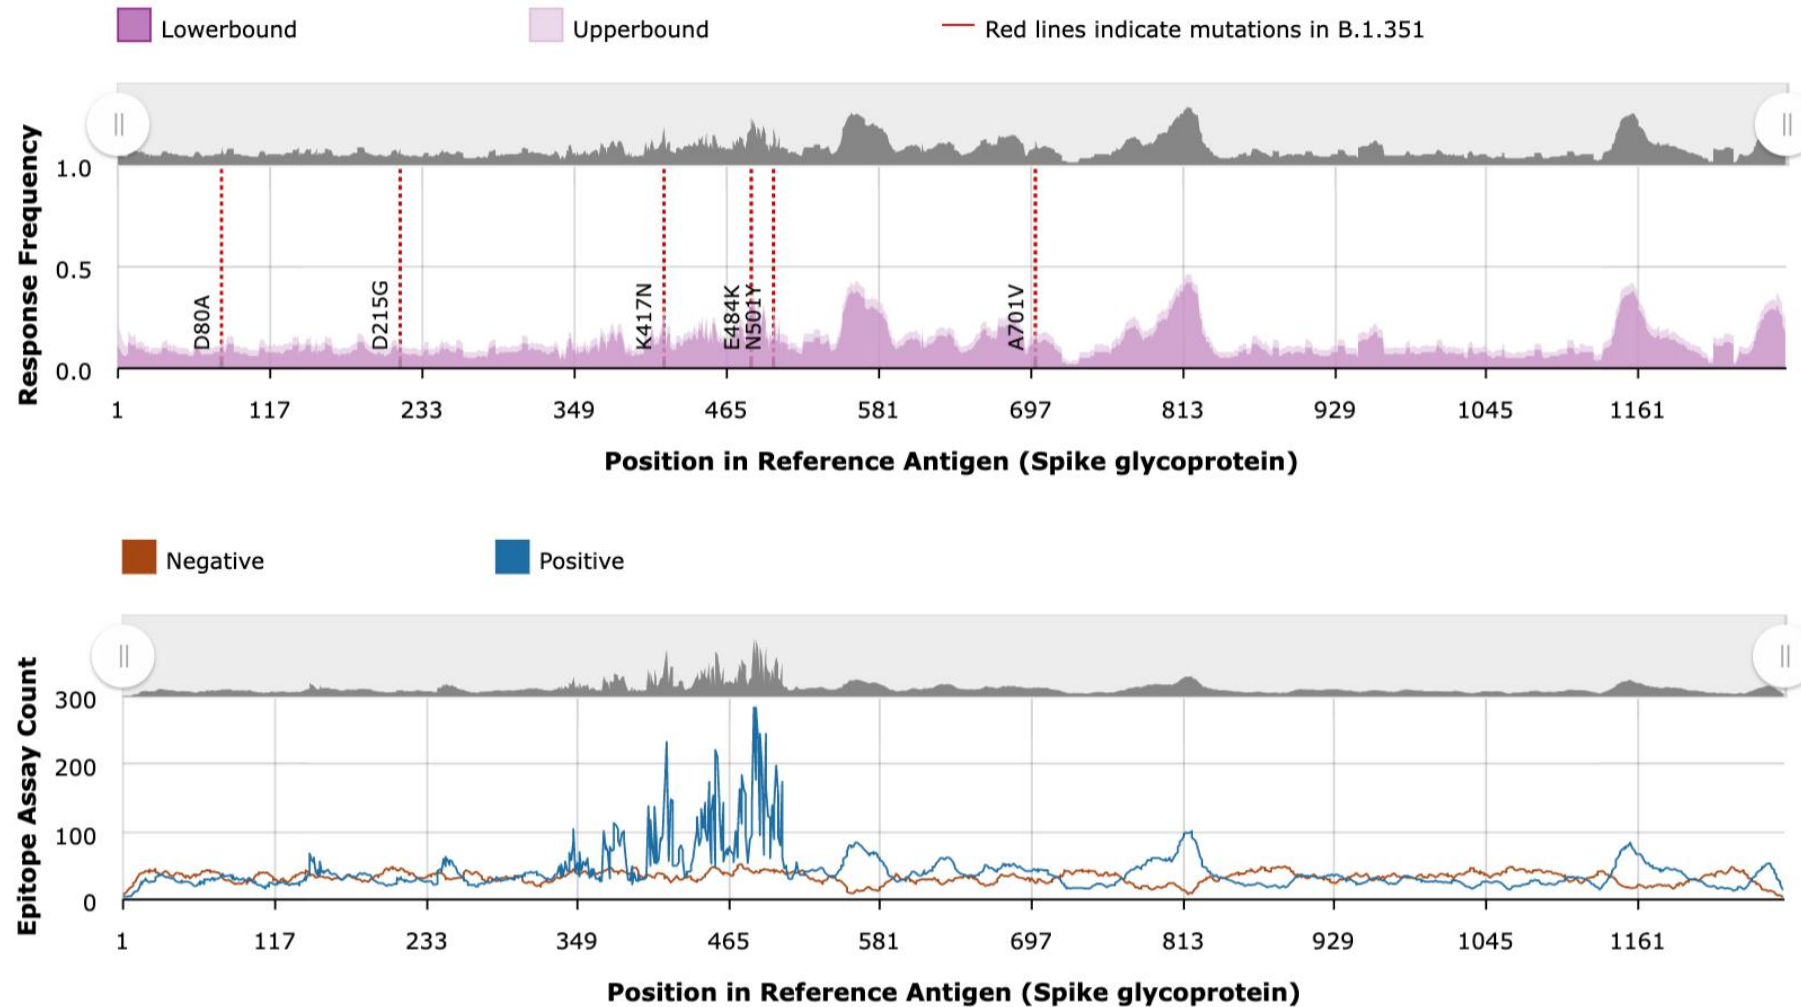 Lowerbound Upperbound Red lines indicate mutations in B.1.351
Response Frequency
1.0
0.5
0.0
D80A D215G K417N E484K N501Y A701V
1 117 233 349 465 581 697 813 929 1045 1161
Position in Reference Antigen (Spike glycoprotein)
Negative Positive
Epitope Assay Count
300
200
100
0
1 117 233 349 465 581 697 813 929 1045 1161
Position in Reference Antigen (Spike glycoprotein)